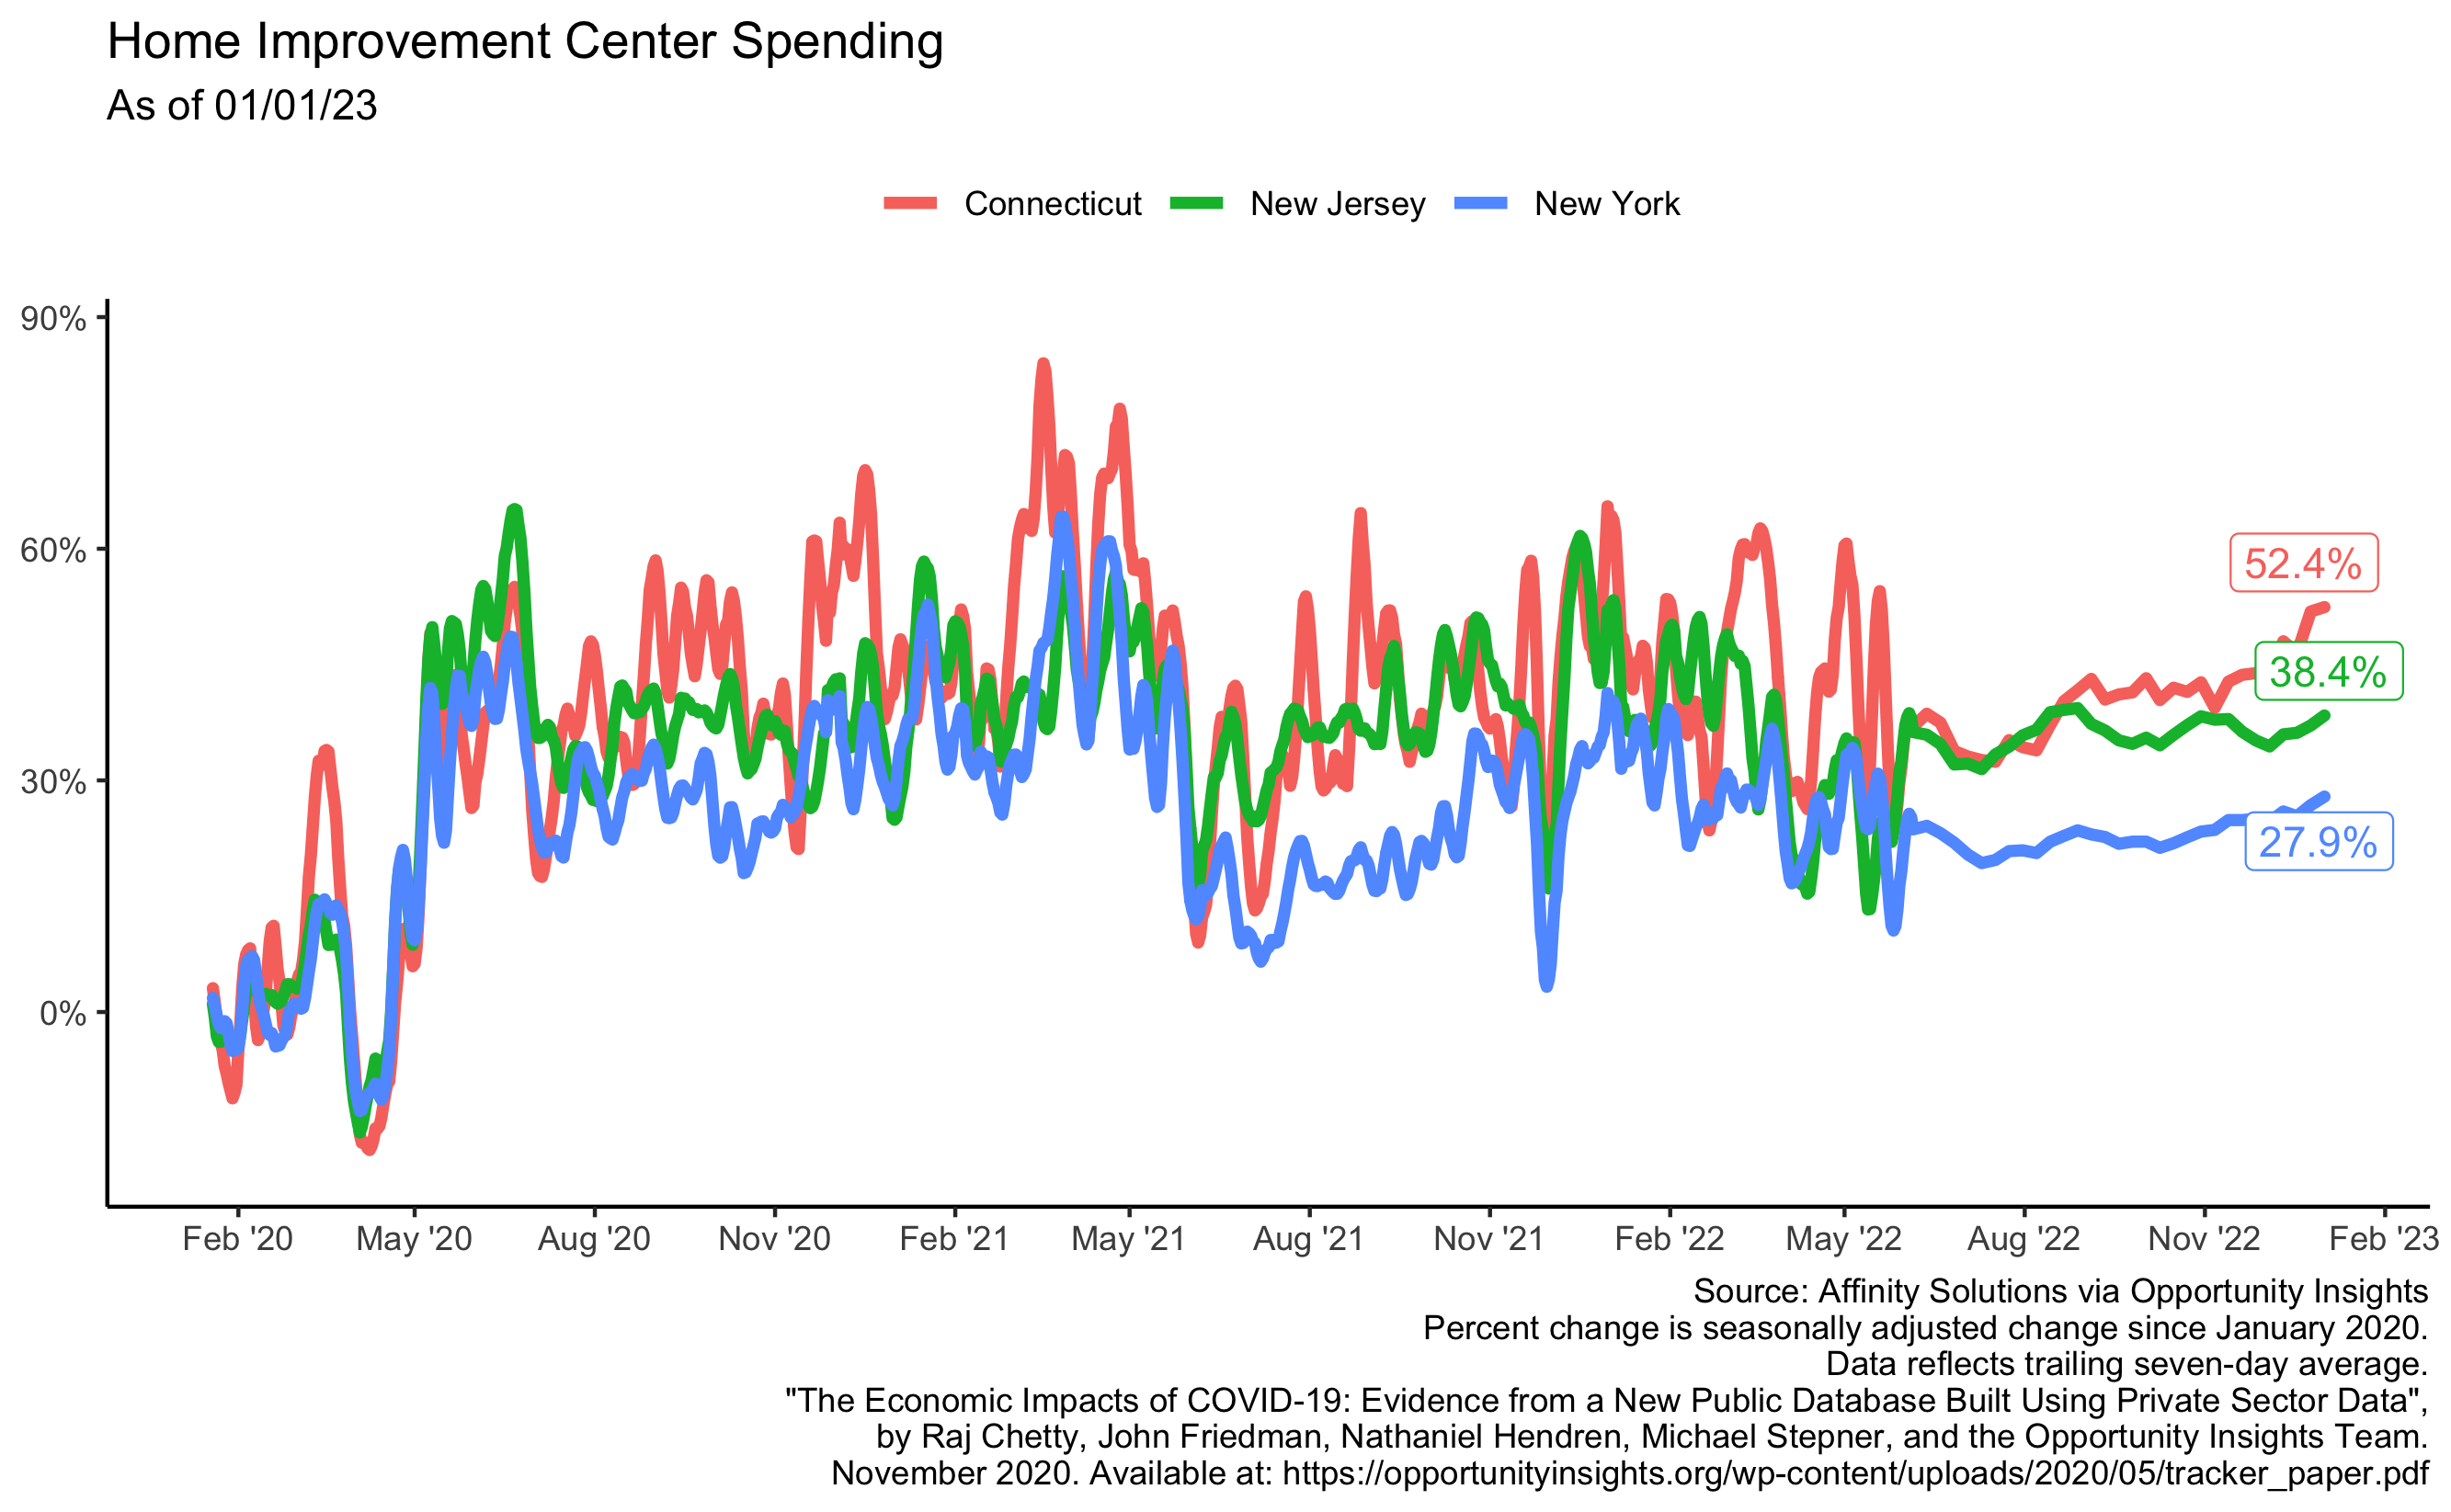 Home Improvement Center Spending
As of 01/01/23
Connecticut New Jersey New York
90%
60%
30%
0%
52.4%
38.4%
27.9%
Feb '20 May '20 Aug '20 Nov '20 Feb '21 May '21 Aug '21 Nov '21 Feb '22 May '22 Aug '22 Nov '22 Feb '23
Source: Affinity Solutions via Opportunity Insights
Percent change is seasonally adjusted change since January 2020.
Data reflects trailing seven-day average.
"The Economic Impacts of COVID-19: Evidence from a New Public Database Built Using Private Sector Data",
by Raj Chetty, John Friedman, Nathaniel Hendren, Michael Stepner, and the Opportunity Insights Team.
November 2020. Available at: https://opportunityinsights.org/wp-content/uploads/2020/05/tracker_paper.pdf